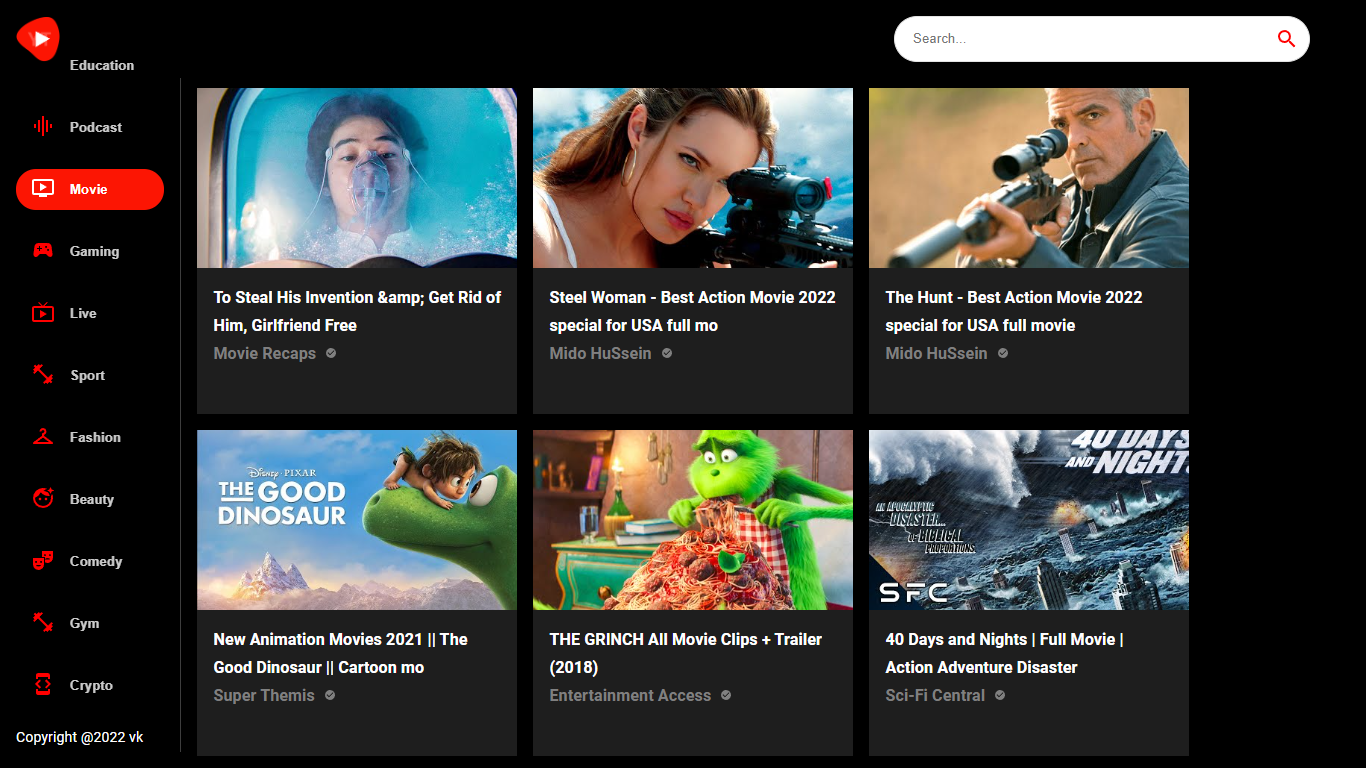 Search...
Education
Podcast
Movie
Gaming
Live
Sport
Fashion
Beauty
Comedy
Gym
Crypto
Copyright @2022 vk
To Steal His Invention &amp; Get Rid of
Him, Girlfriend Free
Movie Recaps
Steel Woman - Best Action Movie 2022
special for USA full mo
Mido HuSsein
The Hunt - Best Action Movie 2022
special for USA full movie
Mido HuSsein
Disney · PIXAR
THE GOOD
DINOSAUR
New Animation Movies 2021 || The
Good Dinosaur || Cartoon mo
Super Themis
THE GRINCH All Movie Clips + Trailer
(2018)
Entertainment Access
40 DAYS
AND NIGHTS
AN APOCALYPTIC
DISASTER...
OF BIBLICAL
PROPORTIONS.
SFC
40 Days and Nights | Full Movie |
Action Adventure Disaster
Sci-Fi Central